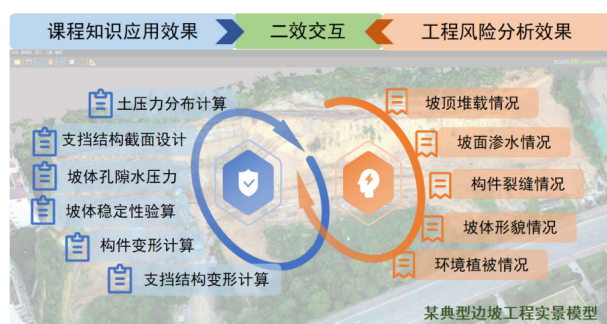 课程知识应用效果
二效交互
工程风险分析效果
土压力分布计算
支挡结构截面设计
坡体孔隙水压力
坡体稳定性验算
构件变形计算
支挡结构变形计算
坡顶堆载情况
坡面渗水情况
构件裂缝情况
坡体形貌情况
环境植被情况
某典型边坡工程实景模型